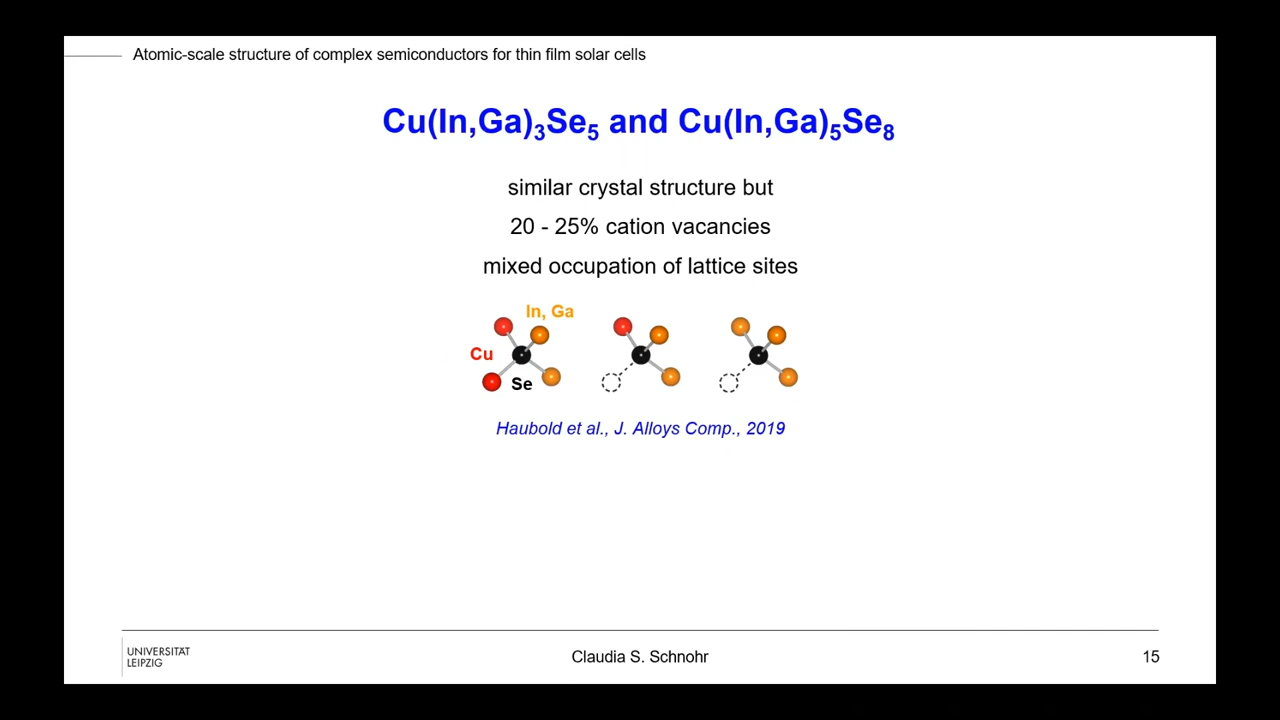 Atomic-scale structure of complex semiconductors for thin film solar cells
Cu(In,Ga)₃Se₅ and Cu(In,Ga)₅Se₈
similar crystal structure but
20 - 25% cation vacancies
mixed occupation of lattice sites
In, Ga
Cu
Se
Haubold et al., J. Alloys Comp., 2019
UNIVERSITÄT
LEIPZIG
Claudia S. Schnohr
15